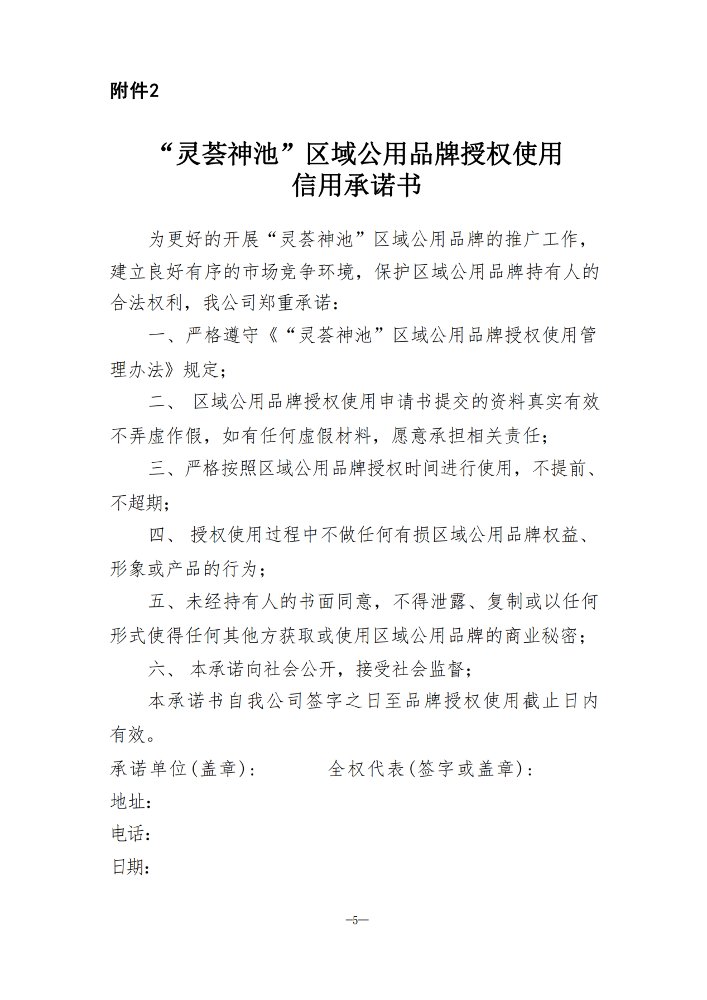 附件2
“灵荟神池”区域公用品牌授权使用
信用承诺书
为更好的开展“灵荟神池”区域公用品牌的推广工作，
建立良好有序的市场竞争环境，保护区域公用品牌持有人的
合法权利，我公司郑重承诺：
一、严格遵守《“灵荟神池”区域公用品牌授权使用管
理办法》规定；
二、 区域公用品牌授权使用申请书提交的资料真实有效
不弄虚作假，如有任何虚假材料，愿意承担相关责任；
三、严格按照区域公用品牌授权时间进行使用，不提前、
不超期；
四、 授权使用过程中不做任何有损区域公用品牌权益、
形象或产品的行为；
五、未经持有人的书面同意，不得泄露、复制或以任何
形式使得任何其他方获取或使用区域公用品牌的商业秘密；
六、 本承诺向社会公开，接受社会监督；
本承诺书自我公司签字之日至品牌授权使用截止日内
有效。
承诺单位(盖章)： 全权代表(签字或盖章)：
地址：
电话：
日期：
—5—